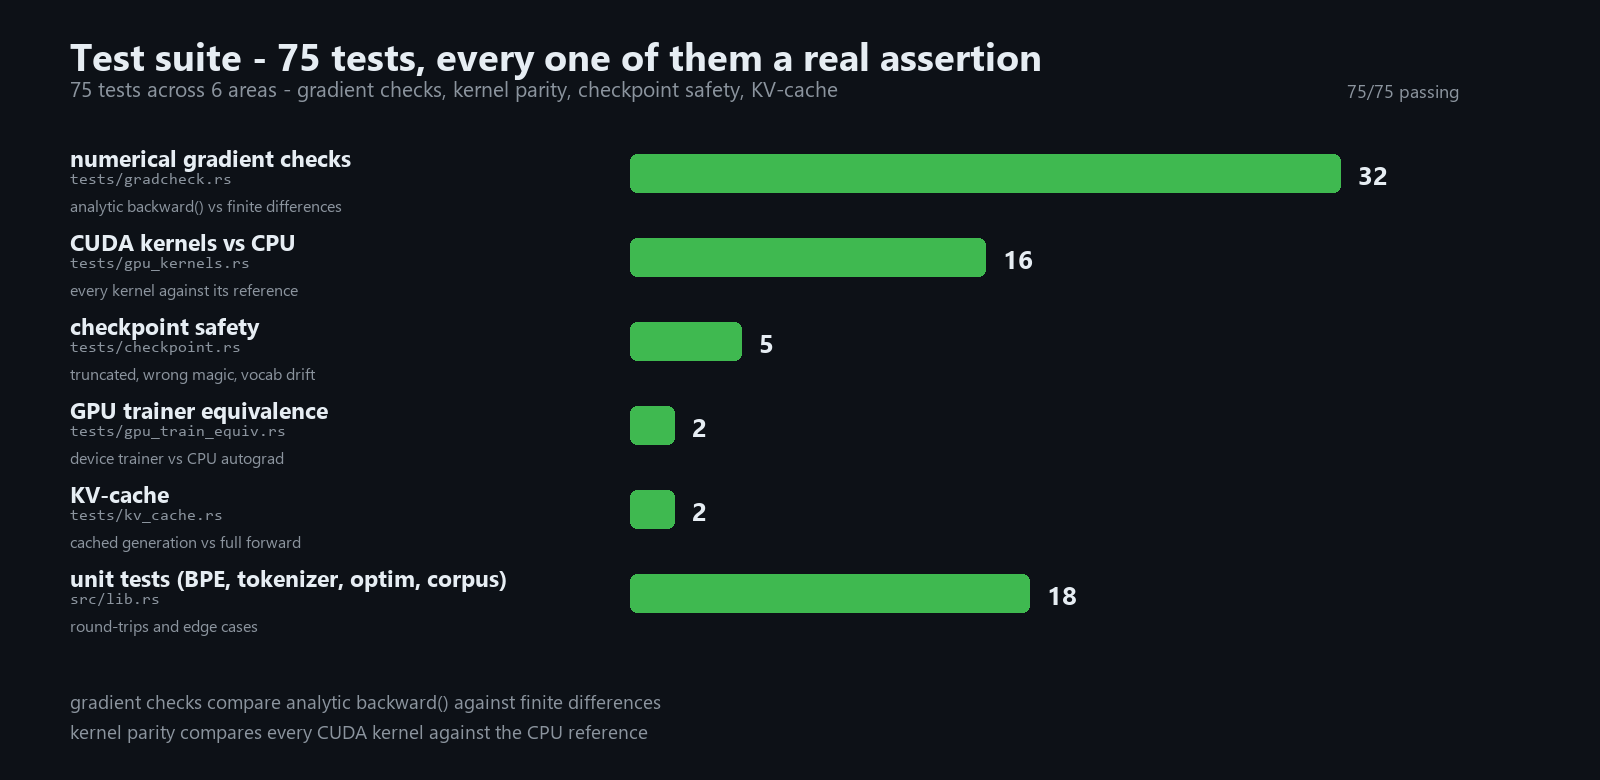 Test suite - 75 tests, every one of them a real assertion
75 tests across 6 areas - gradient checks, kernel parity, checkpoint safety, KV-cache
75/75 passing
numerical gradient checks
tests/gradcheck.rs
analytic backward() vs finite differences
32
CUDA kernels vs CPU
tests/gpu_kernels.rs
every kernel against its reference
16
checkpoint safety
tests/checkpoint.rs
truncated, wrong magic, vocab drift
5
GPU trainer equivalence
tests/gpu_train_equiv.rs
device trainer vs CPU autograd
2
KV-cache
tests/kv_cache.rs
cached generation vs full forward
2
unit tests (BPE, tokenizer, optim, corpus)
src/lib.rs
round-trips and edge cases
18
gradient checks compare analytic backward() against finite differences
kernel parity compares every CUDA kernel against the CPU reference